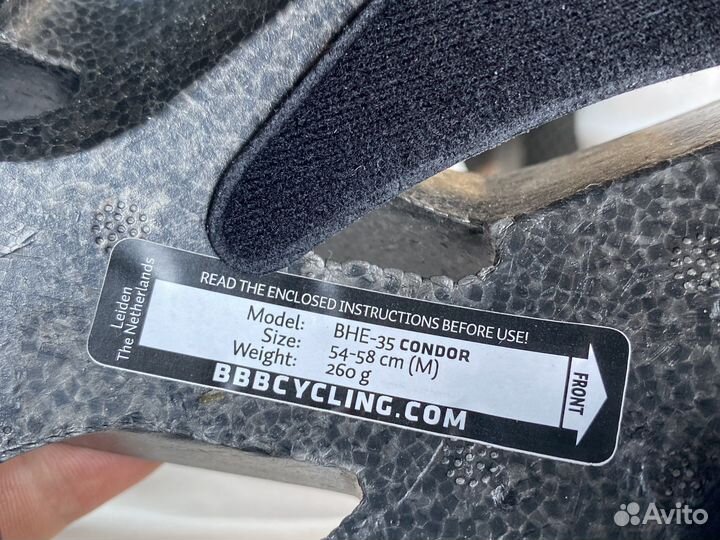 Leiden
The Netherlands
READ THE ENCLOSED INSTRUCTIONS BEFORE USE!
Model: BHE-35 CONDOR
Size: 54-58 cm (M)
Weight: 260 g
BBBCYCLING.COM
FRONT
Avito